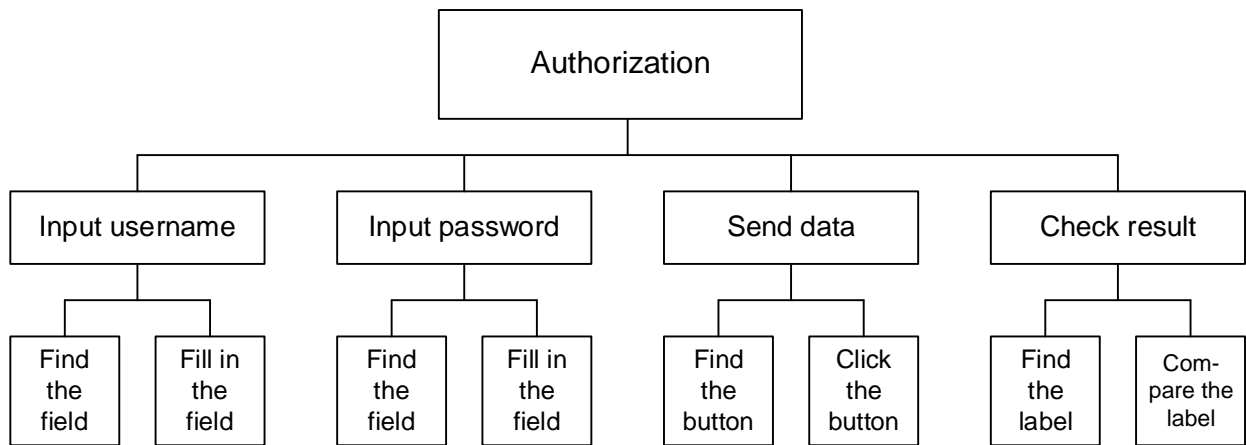 Authorization
Input username
Input password
Send data
Check result
Find
the
field
Fill in
the
field
Find
the
field
Fill in
the
field
Find
the
button
Click
the
button
Find
the
label
Com-
pare the
label